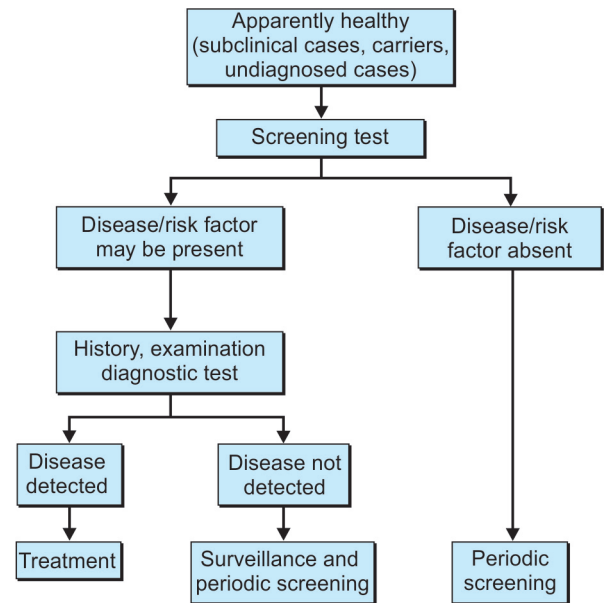 Apparently healthy
(subclinical cases, carriers,
undiagnosed cases)
Screening test
Disease/risk factor
may be present
Disease/risk
factor absent
History, examination
diagnostic test
Disease
detected
Disease not
detected
Treatment
Surveillance and
periodic screening
Periodic
screening